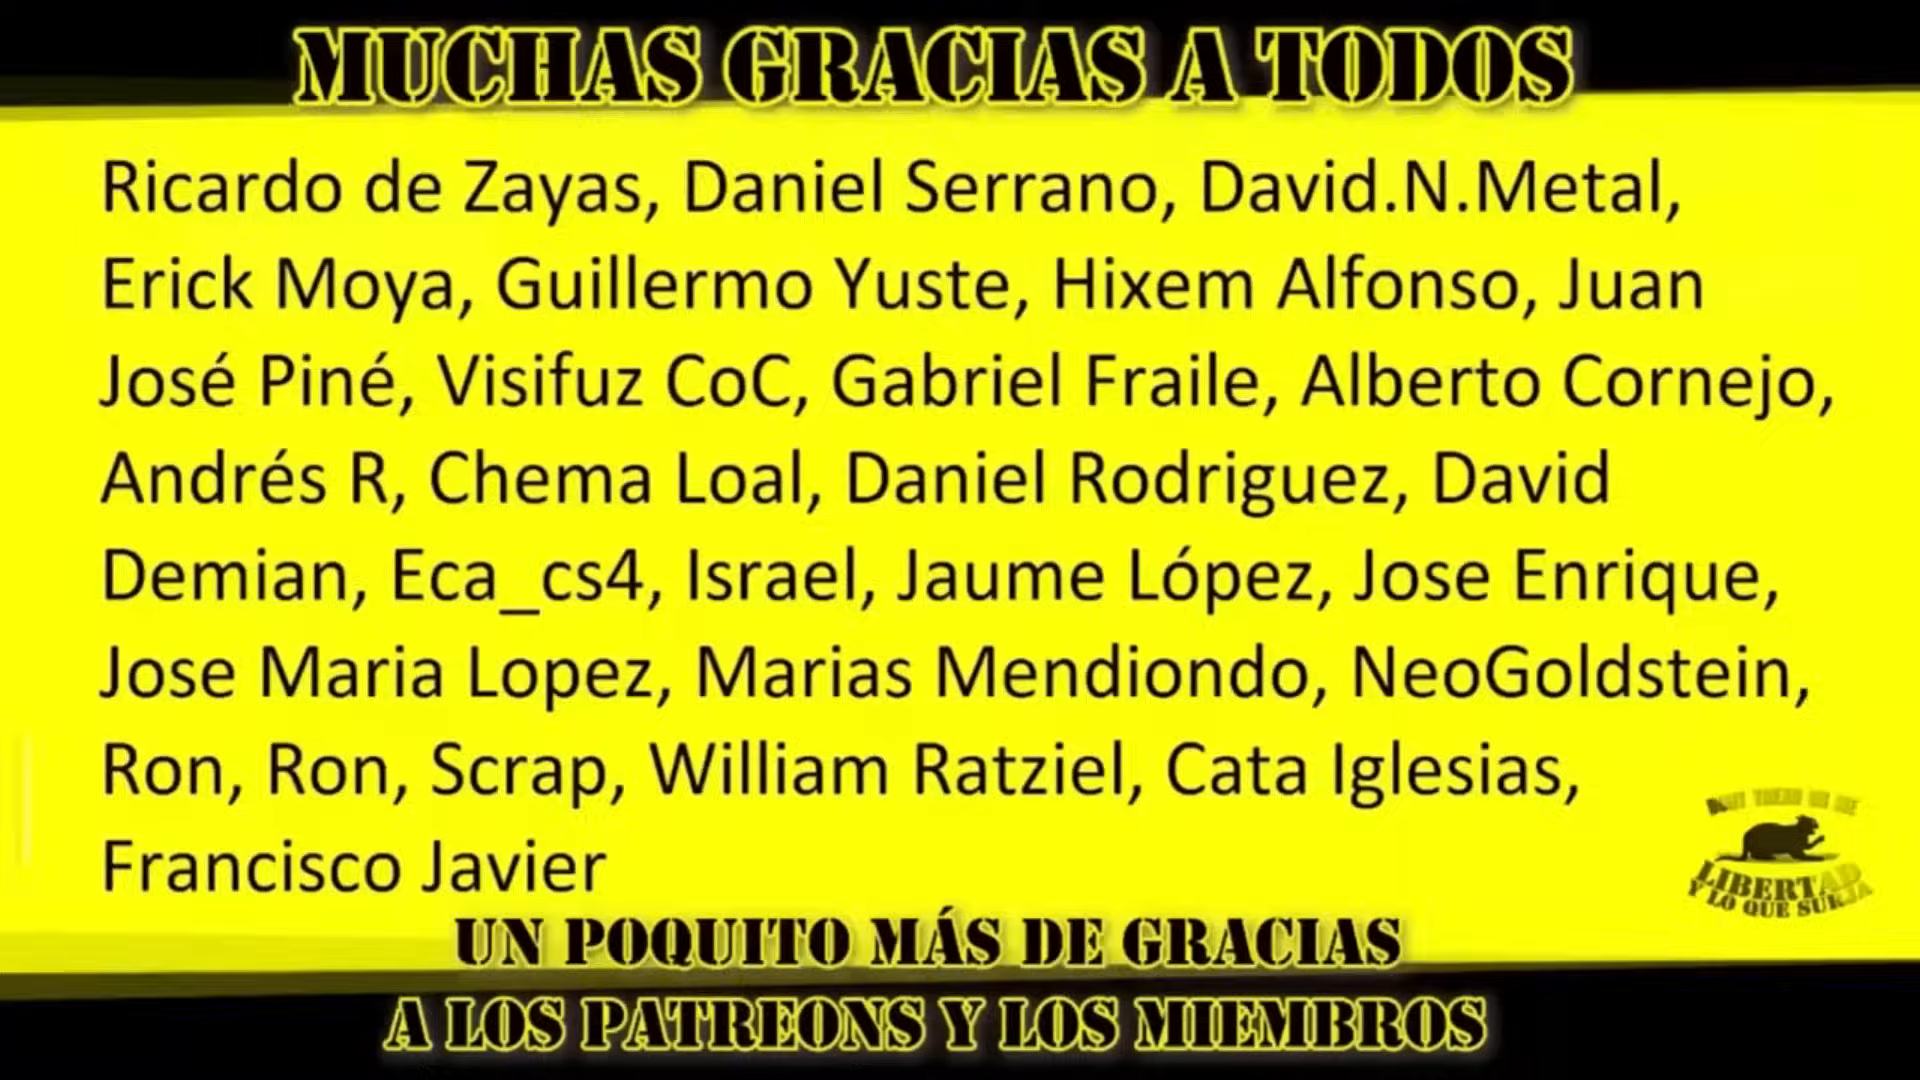 MUCHAS GRACIAS A TODOS
Ricardo de Zayas, Daniel Serrano, David.N.Metal,
Erick Moya, Guillermo Yuste, Hixem Alfonso, Juan
José Piné, Visifuz CoC, Gabriel Fraile, Alberto Cornejo,
Andrés R, Chema Loal, Daniel Rodriguez, David
Demian, Eca_cs4, Israel, Jaume López, Jose Enrique,
Jose Maria Lopez, Marias Mendiondo, NeoGoldstein,
Ron, Ron, Scrap, William Ratziel, Cata Iglesias,
Francisco Javier
LIBERTAD
Y LO QUE SURJA
UN POQUITO MÁS DE GRACIAS
A LOS PATREONS Y LOS MIEMBROS